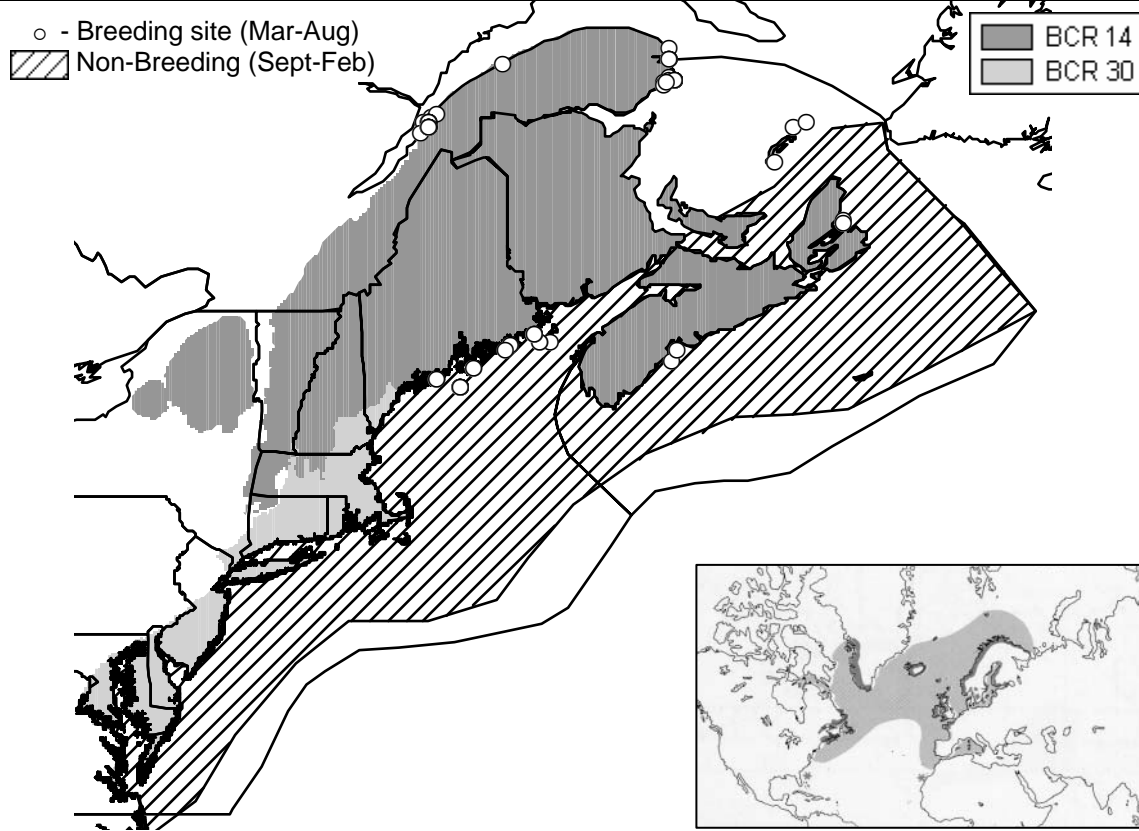 ○ - Breeding site (Mar-Aug)
Non-Breeding (Sept-Feb)
BCR 14
BCR 30